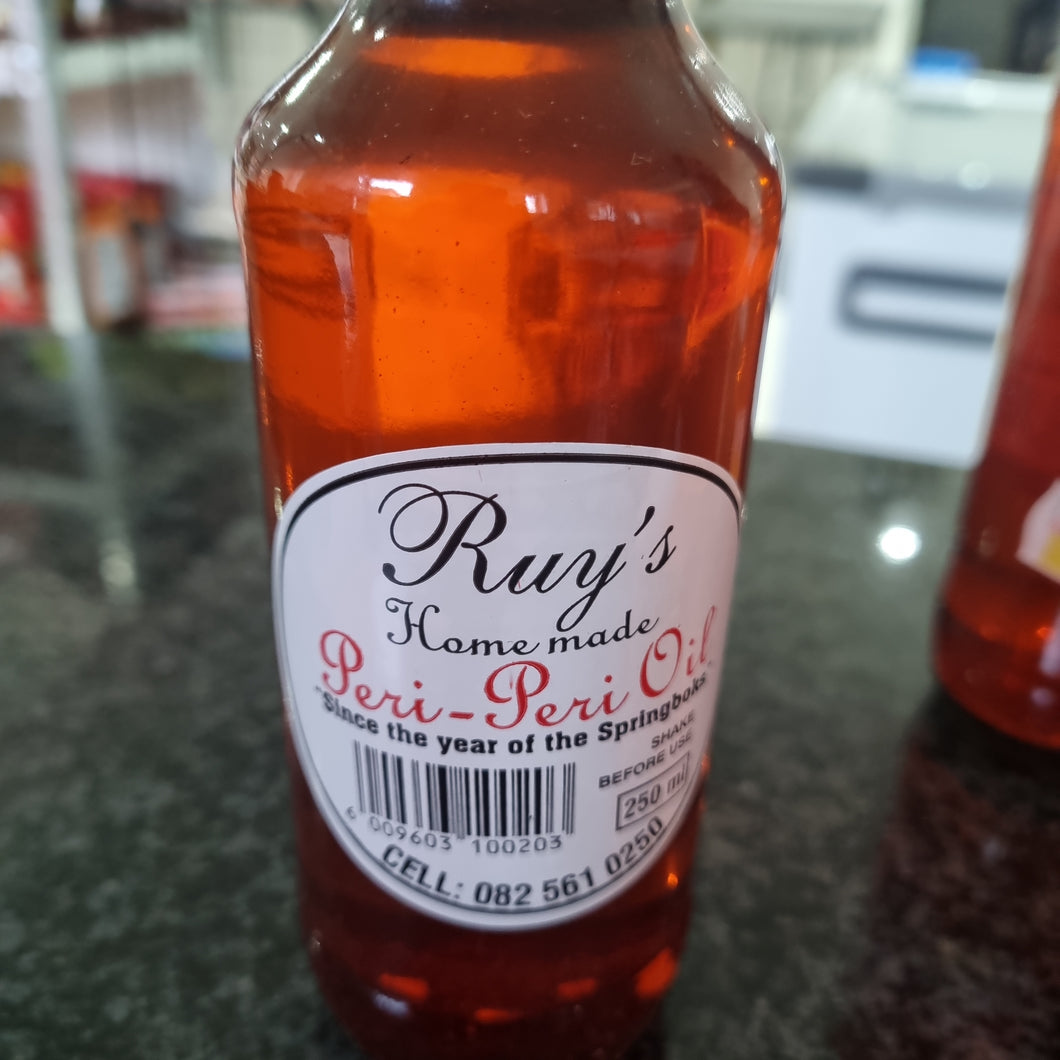 Ruy's
Home made
Peri-Peri Oil
"Since the year of the Springboks"
SHAKE
BEFORE USE
250 ml
6 009603 100203
CELL: 082 561 0250